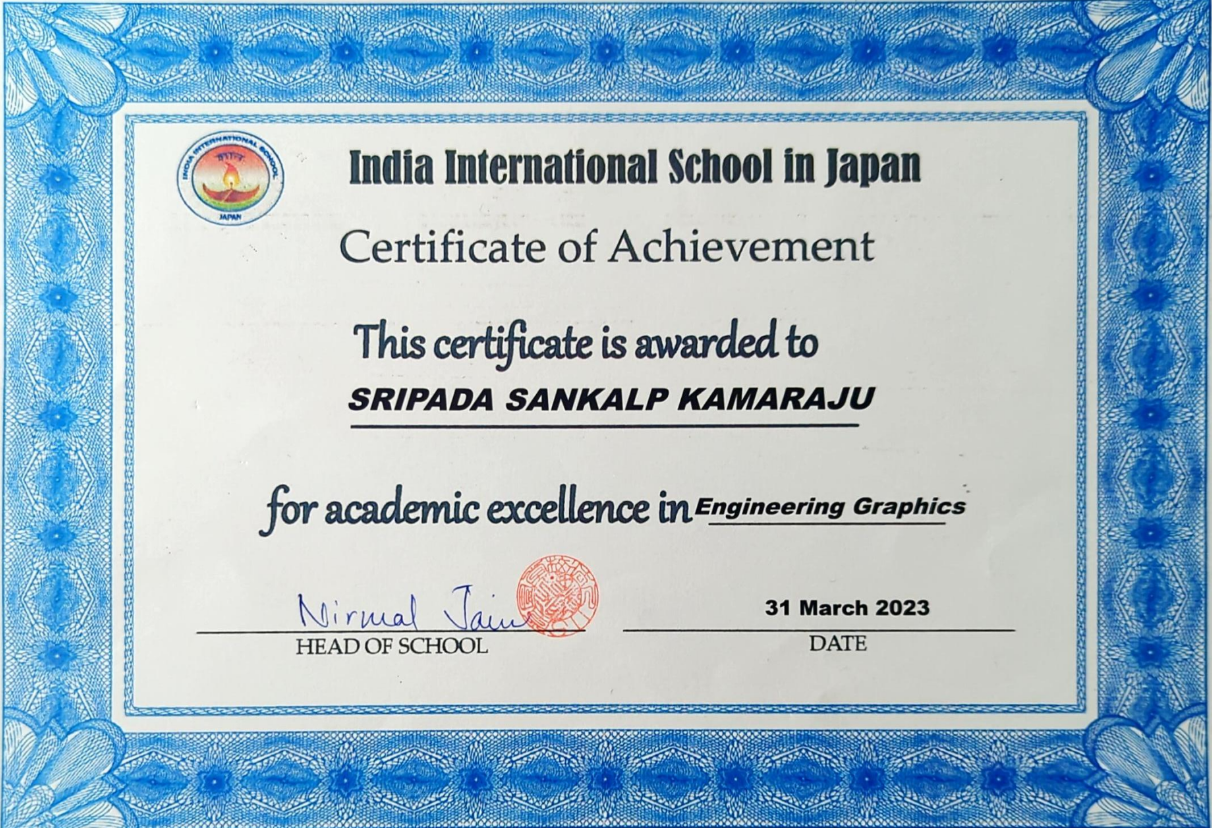 INDIA INTERNATIONAL SCHOOL
JAPAN
India International School in Japan
Certificate of Achievement
This certificate is awarded to
SRIPADA SANKALP KAMARAJU
for academic excellence in Engineering Graphics
Nirmal Jain
31 March 2023
HEAD OF SCHOOL
DATE